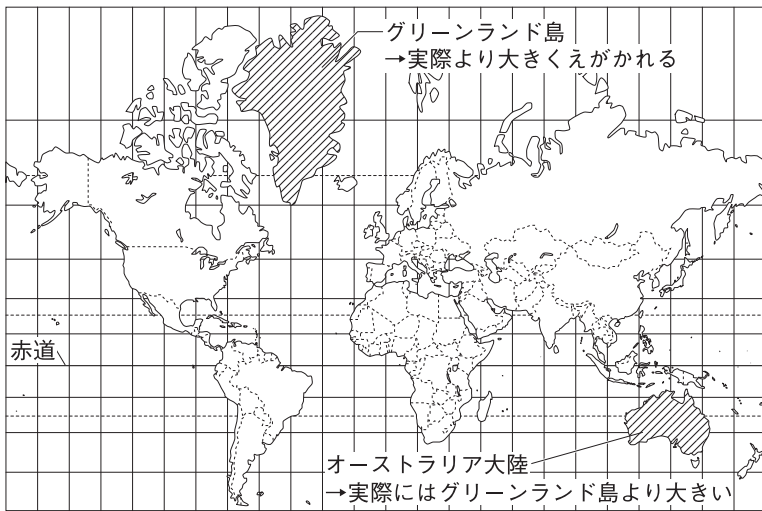 グリーンランド島
→実際より大きくえがかれる
赤道
オーストラリア大陸
→実際にはグリーンランド島より大きい